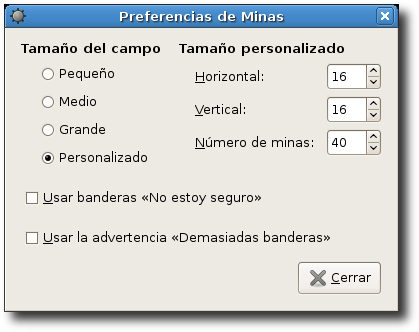 Preferencias de Minas
Tamaño del campo
Pequeño
Medio
Grande
Personalizado
Tamaño personalizado
Horizontal: 16
Vertical: 16
Número de minas: 40
Usar banderas «No estoy seguro»
Usar la advertencia «Demasiadas banderas»
Cerrar